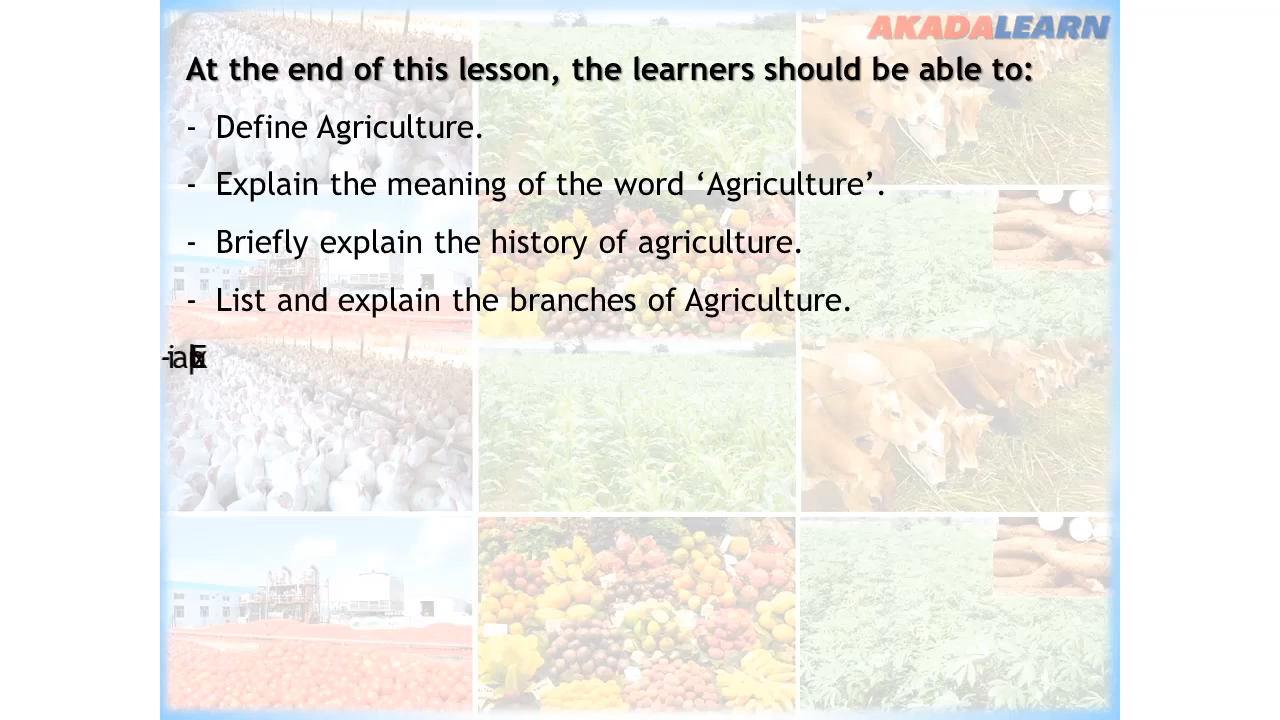 AKADALEARN
At the end of this lesson, the learners should be able to:
- Define Agriculture.
- Explain the meaning of the word ‘Agriculture’.
- Briefly explain the history of agriculture.
- List and explain the branches of Agriculture.